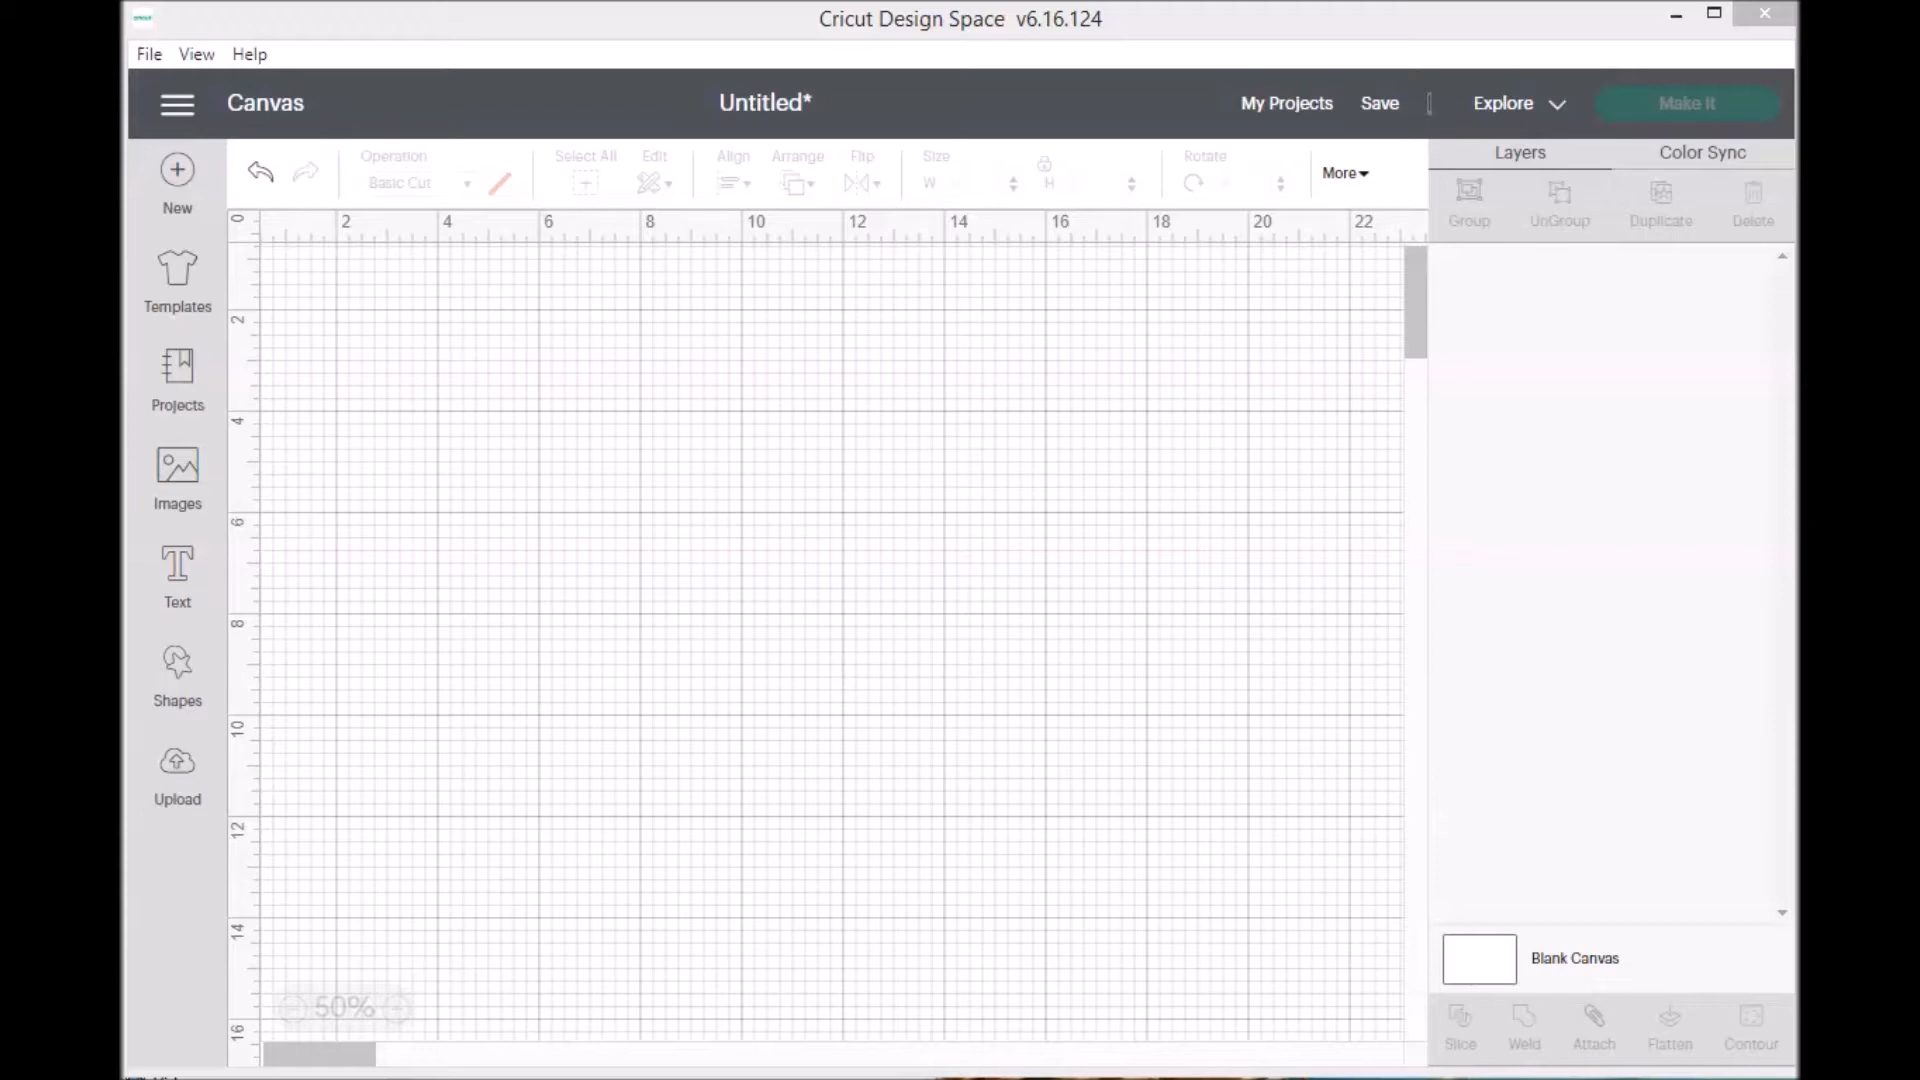 Cricut Design Space v6.16.124
File View Help
Canvas
Untitled*
My Projects Save Explore Make It
Operation
Basic Cut
Select All Edit
Align Arrange Flip
Size
W H
Rotate
More
Layers Color Sync
Group UnGroup Duplicate Delete
0 2 4 6 8 10 12 14 16 18 20 22
2
4
6
8
10
12
14
16
New
Templates
Projects
Images
Text
Shapes
Upload
50%
Blank Canvas
Slice Weld Attach Flatten Contour